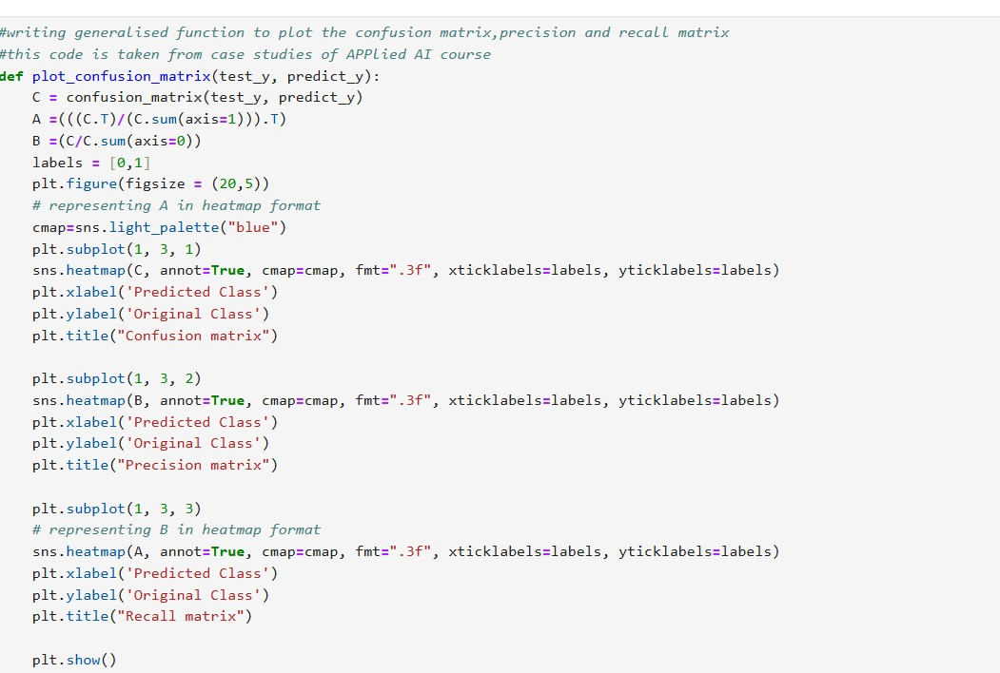 #writing generalised function to plot the confusion matrix,precision and recall matrix
#this code is taken from case studies of APPlied AI course
def plot_confusion_matrix(test_y, predict_y):
    C = confusion_matrix(test_y, predict_y)
    A =(((C.T)/(C.sum(axis=1))).T)
    B =(C/C.sum(axis=0))
    labels = [0,1]
    plt.figure(figsize = (20,5))
    # representing A in heatmap format
    cmap=sns.light_palette("blue")
    plt.subplot(1, 3, 1)
    sns.heatmap(C, annot=True, cmap=cmap, fmt=".3f", xticklabels=labels, yticklabels=labels)
    plt.xlabel('Predicted Class')
    plt.ylabel('Original Class')
    plt.title("Confusion matrix")

    plt.subplot(1, 3, 2)
    sns.heatmap(B, annot=True, cmap=cmap, fmt=".3f", xticklabels=labels, yticklabels=labels)
    plt.xlabel('Predicted Class')
    plt.ylabel('Original Class')
    plt.title("Precision matrix")

    plt.subplot(1, 3, 3)
    # representing B in heatmap format
    sns.heatmap(A, annot=True, cmap=cmap, fmt=".3f", xticklabels=labels, yticklabels=labels)
    plt.xlabel('Predicted Class')
    plt.ylabel('Original Class')
    plt.title("Recall matrix")

    plt.show()